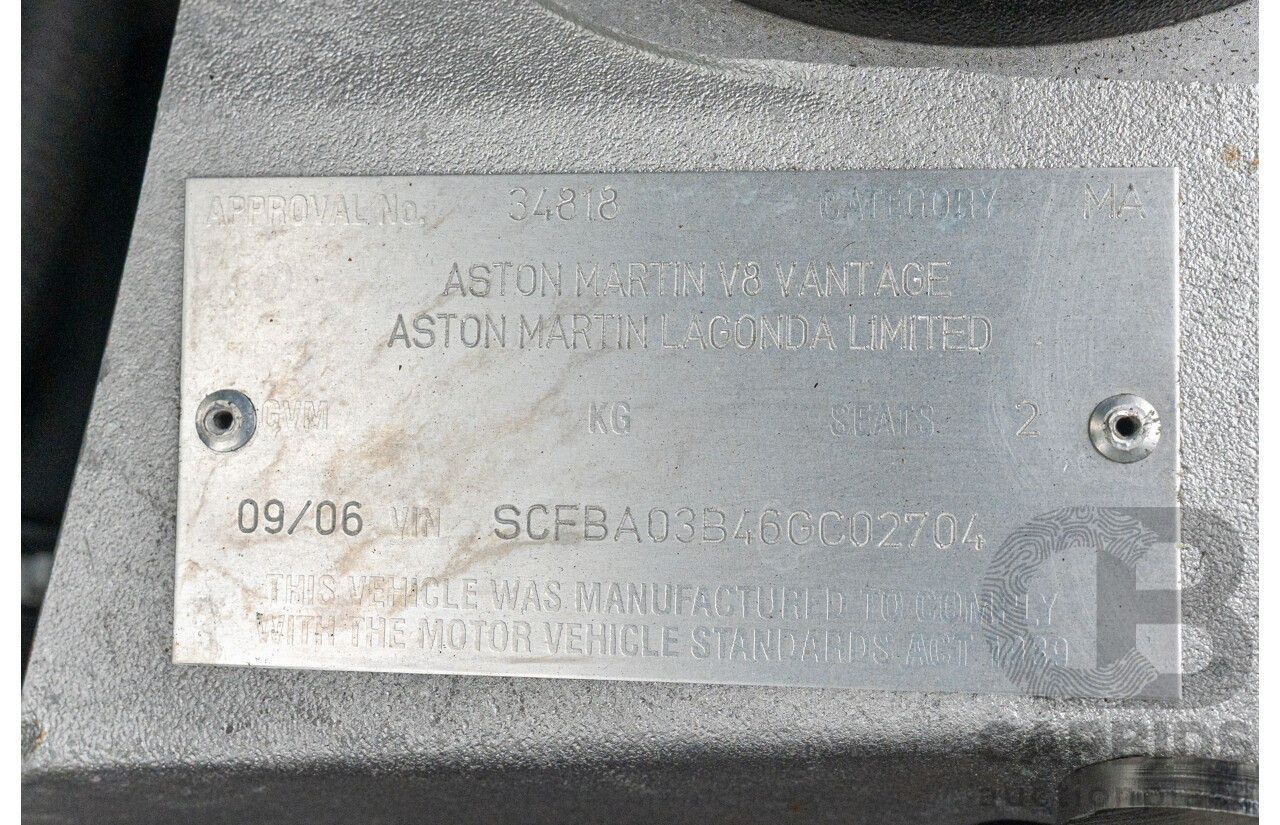 APPROVAL No. 34818 CATEGORY MA
ASTON MARTIN V8 VANTAGE
ASTON MARTIN LAGONDA LIMITED
GVM KG SEATS 2
09/06 VIN SCFBA03B46GC02704
THIS VEHICLE WAS MANUFACTURED TO COMPLY
WITH THE MOTOR VEHICLE STANDARDS ACT